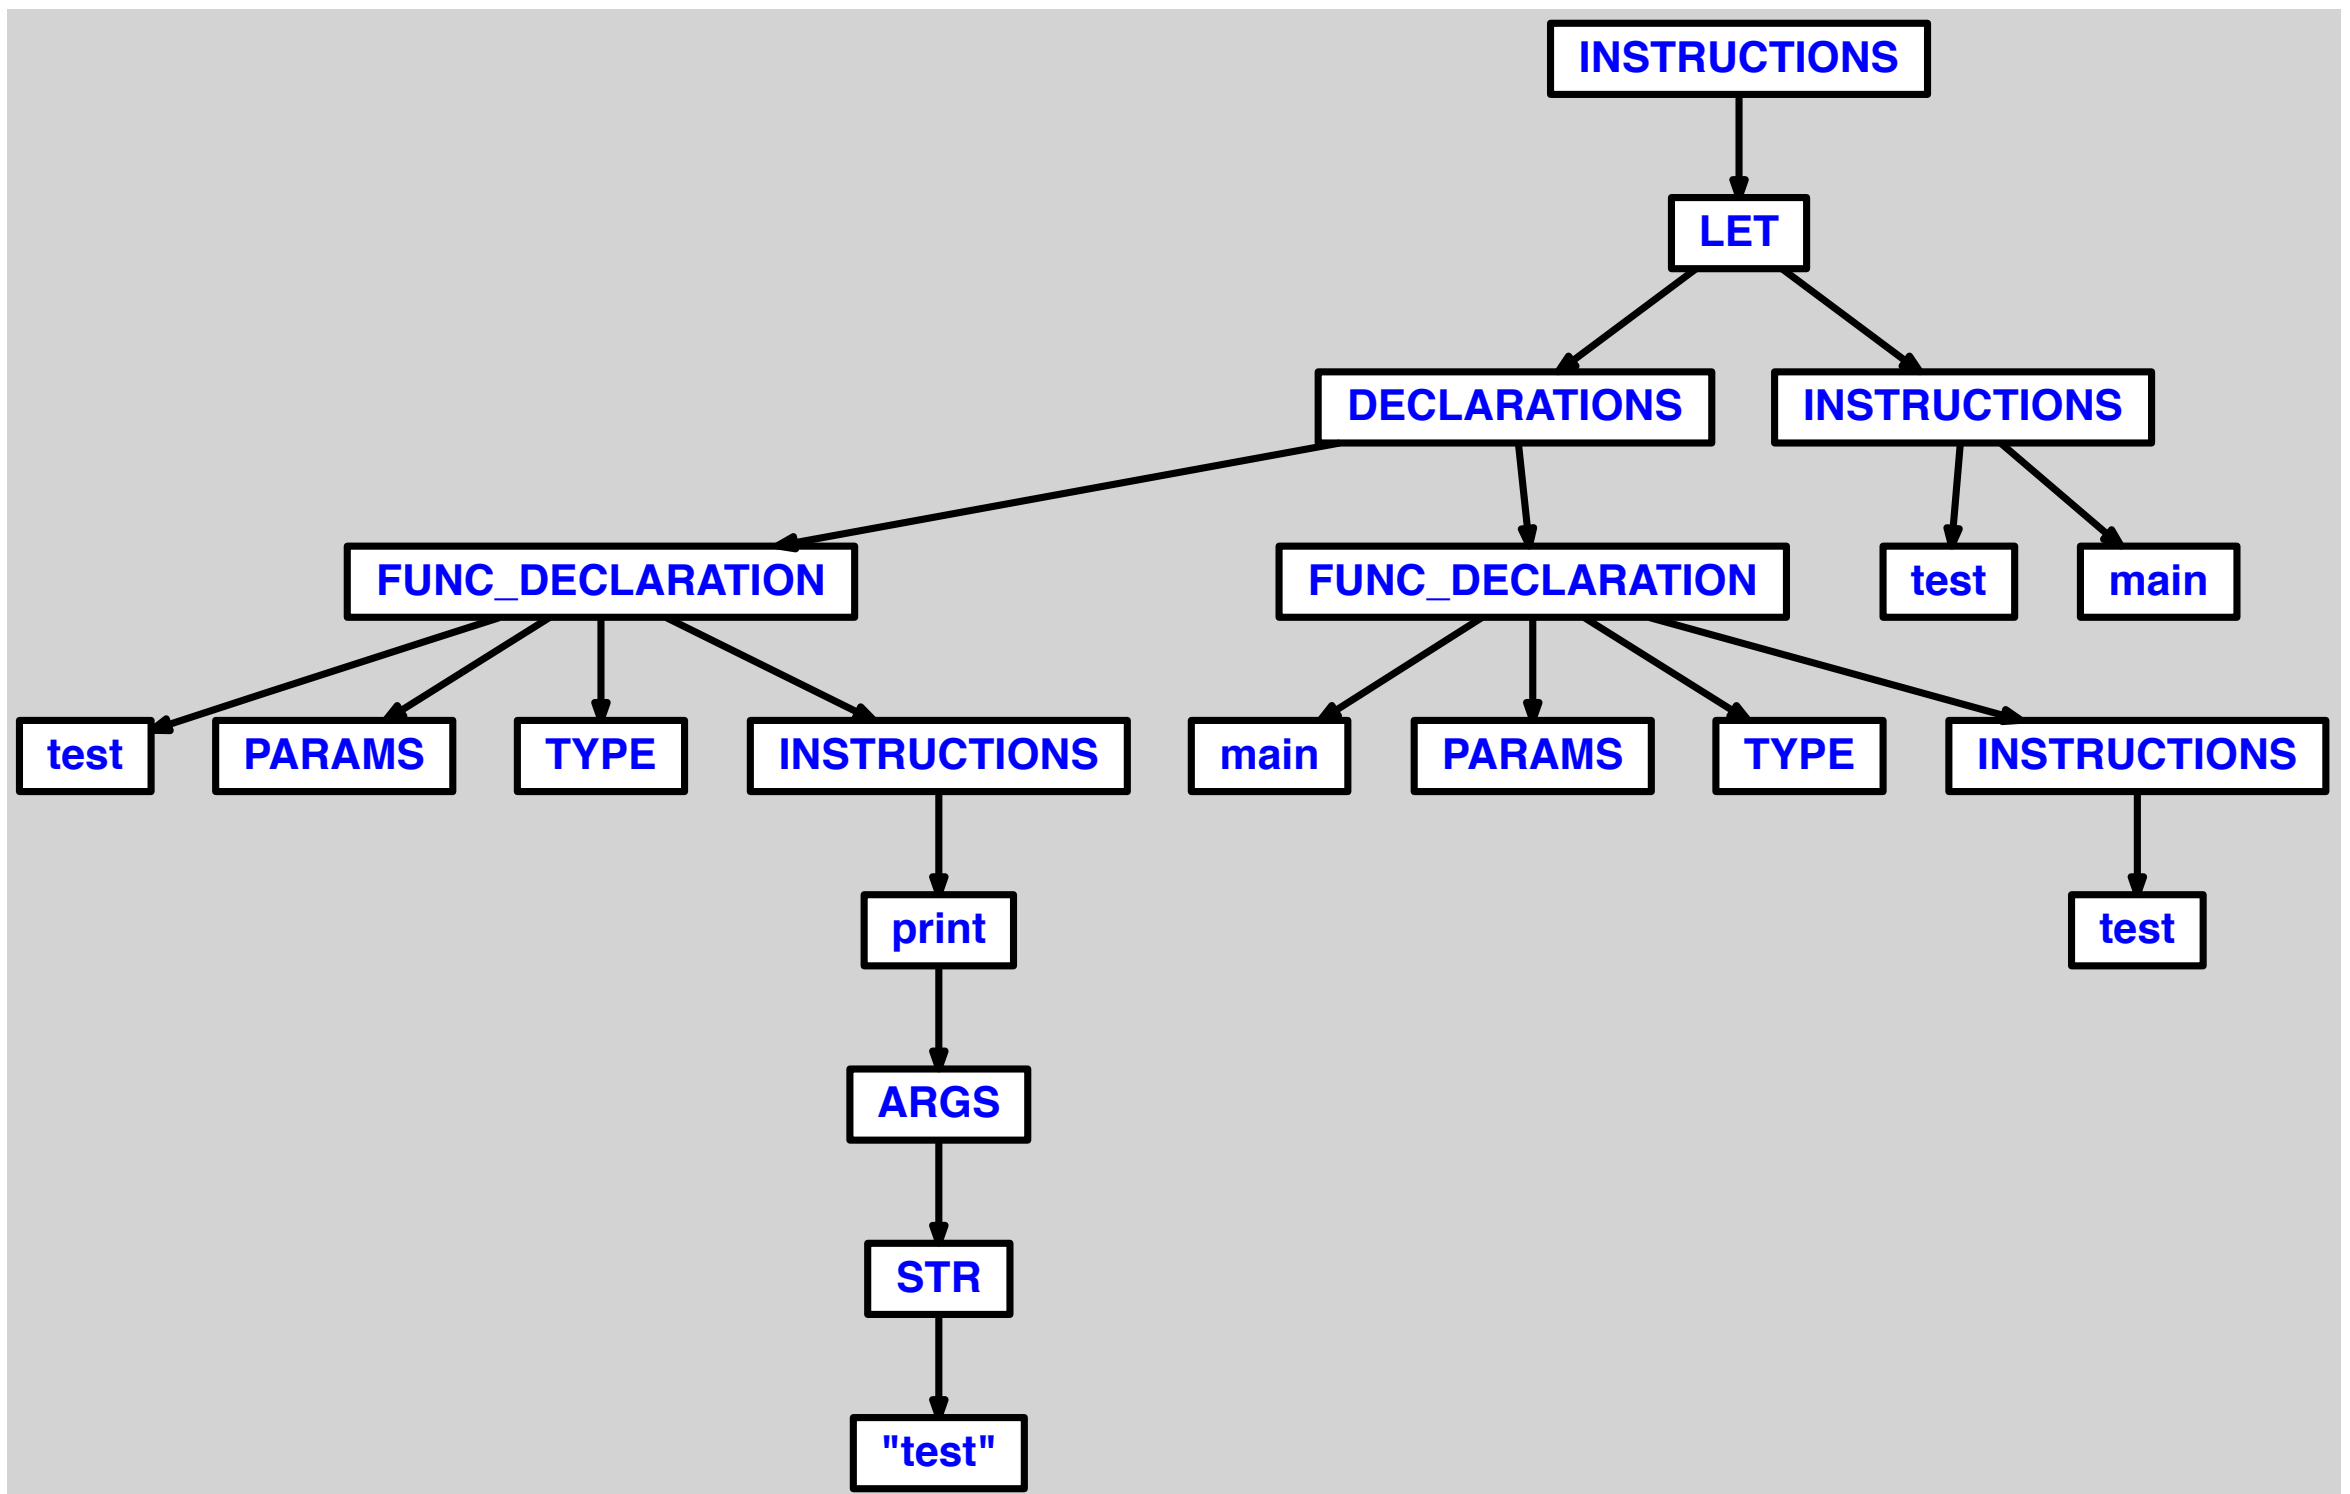 INSTRUCTIONS
LET
DECLARATIONS
INSTRUCTIONS
FUNC_DECLARATION
FUNC_DECLARATION
test
main
test
PARAMS
TYPE
INSTRUCTIONS
main
PARAMS
TYPE
INSTRUCTIONS
print
test
ARGS
STR
"test"